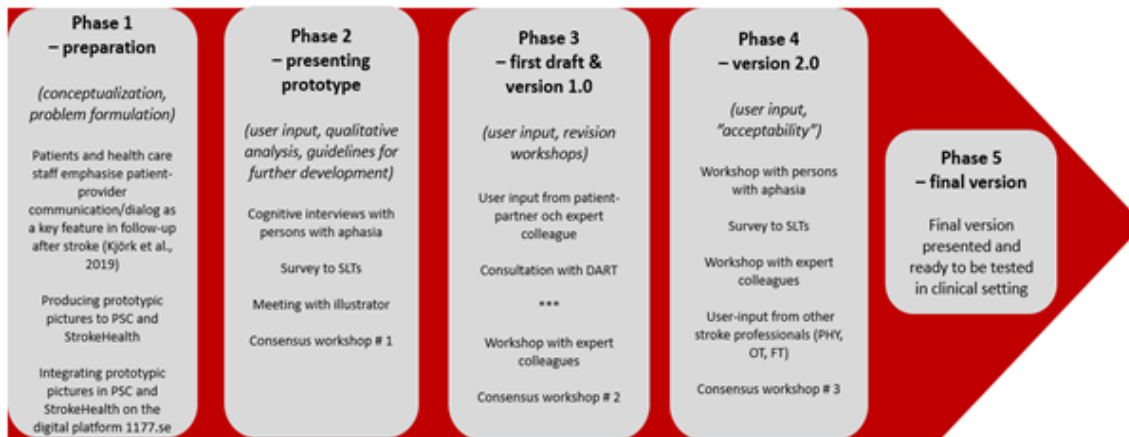 Phase 1
– preparation
(conceptualization,
problem formulation)
Patients and health care
staff emphasise patient-
provider
communication/dialog as
a key feature in follow-up
after stroke (Kjörk et al.,
2019)
Producing prototypic
pictures to PSC and
StrokeHealth
Integrating prototypic
pictures in PSC and
StrokeHealth on the
digital platform 1177.se
Phase 2
– presenting
prototype
(user input, qualitative
analysis, guidelines for
further development)
Cognitive interviews with
persons with aphasia
Survey to SLTs
Meeting with illustrator
Consensus workshop # 1
Phase 3
– first draft &
version 1.0
(user input, revision
workshops)
User input from patient-
partner och expert
colleague
Consultation with DART
***
Workshop with expert
colleagues
Consensus workshop # 2
Phase 4
– version 2.0
(user input,
”acceptability”)
Workshop with persons
with aphasia
Survey to SLTs
Workshop with expert
colleagues
User-input from other
stroke professionals (PHY,
OT, FT)
Consensus workshop # 3
Phase 5
– final version
Final version
presented and
ready to be tested
in clinical setting